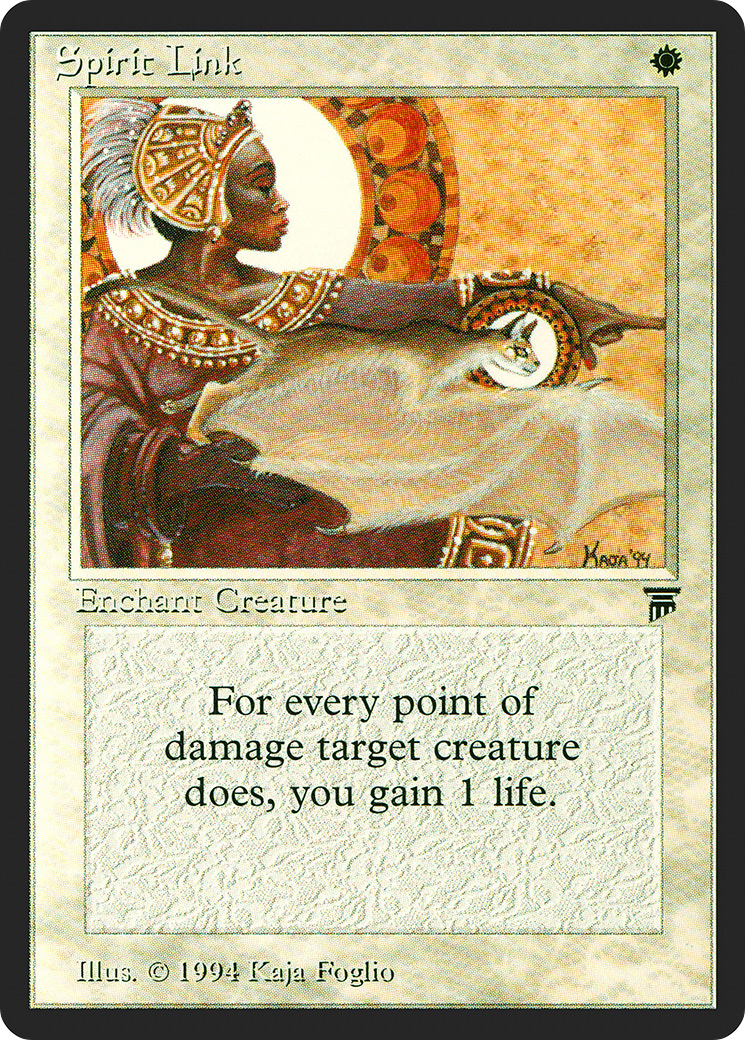 Spirit Link
KAJA '94
Enchant Creature
For every point of
damage target creature
does, you gain 1 life.
Illus. © 1994 Kaja Foglio